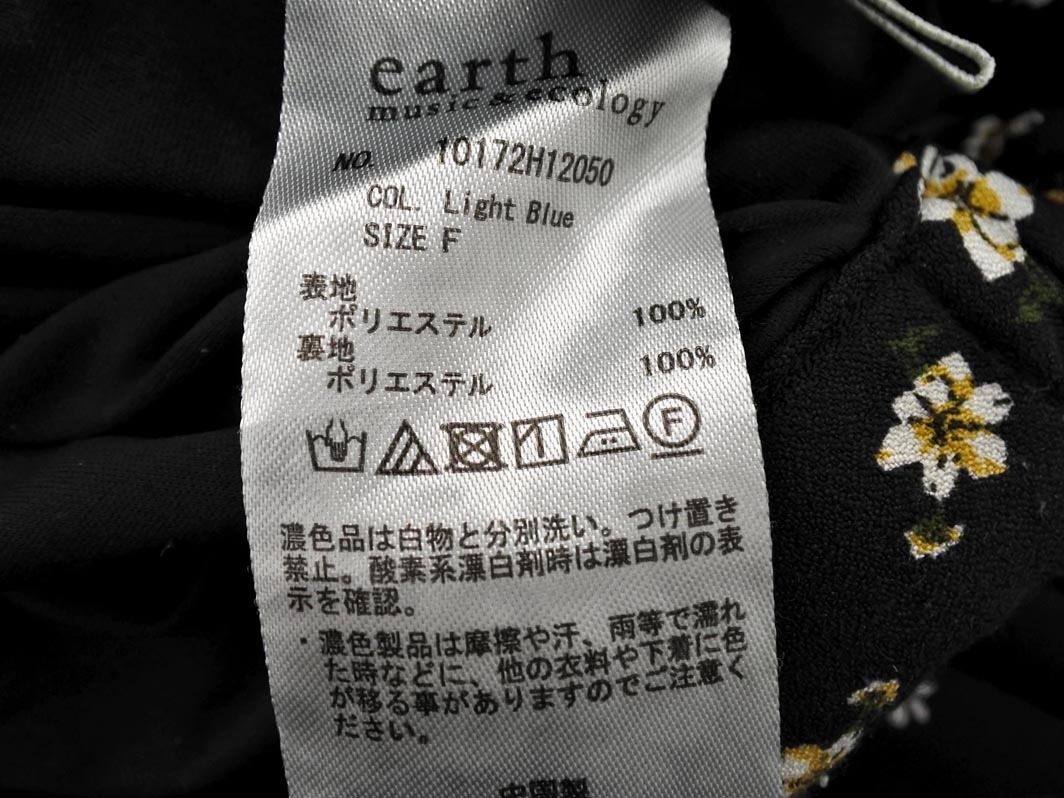 earth
music & ecology
NO. 10172H12050
COL. Light Blue
SIZE F
表地
ポリエステル 100%
裏地
ポリエステル 100%
F
濃色品は白物と分別洗い。つけ置き
禁止。酸素系漂白剤時は漂白剤の表
示を確認。
・濃色製品は摩擦や汗、雨等で濡れ
た時などに、他の衣料や下着に色
が移る事がありますのでご注意く
ださい。
中国製